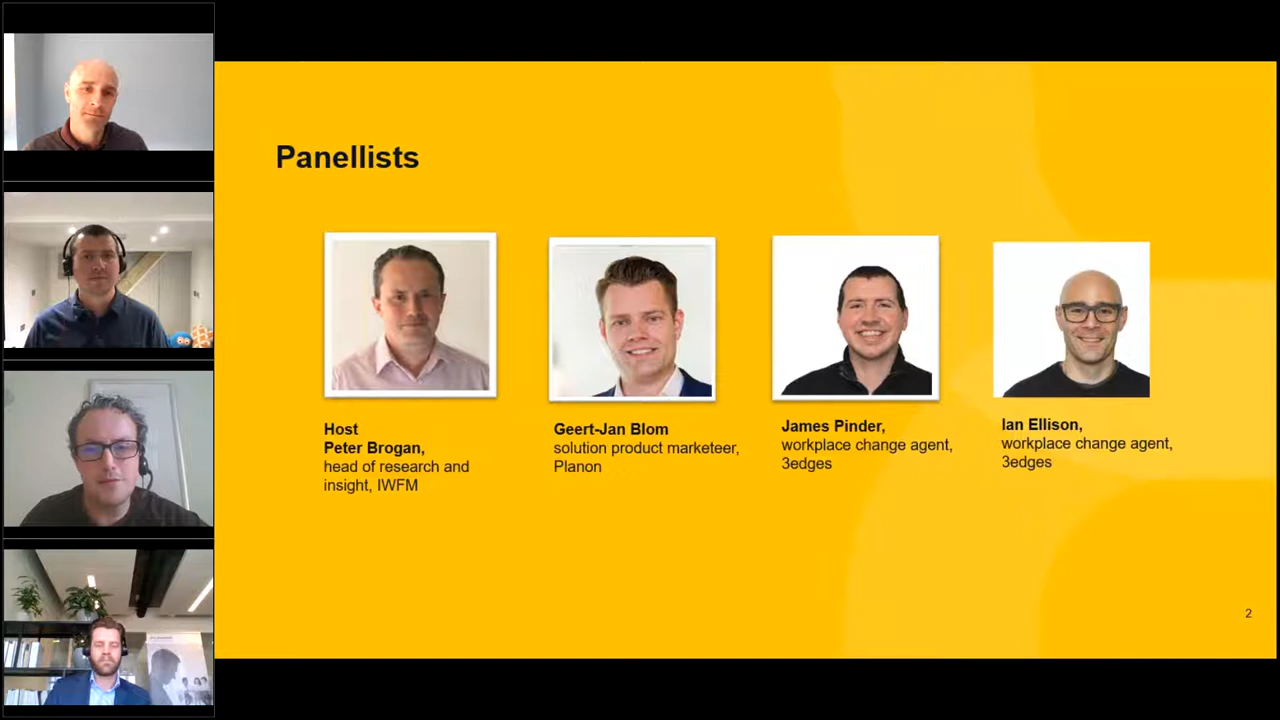 Panellists
Host
Peter Brogan,
head of research and
insight, IWFM
Geert-Jan Blom
solution product marketeer,
Planon
James Pinder,
workplace change agent,
3edges
Ian Ellison,
workplace change agent,
3edges
2